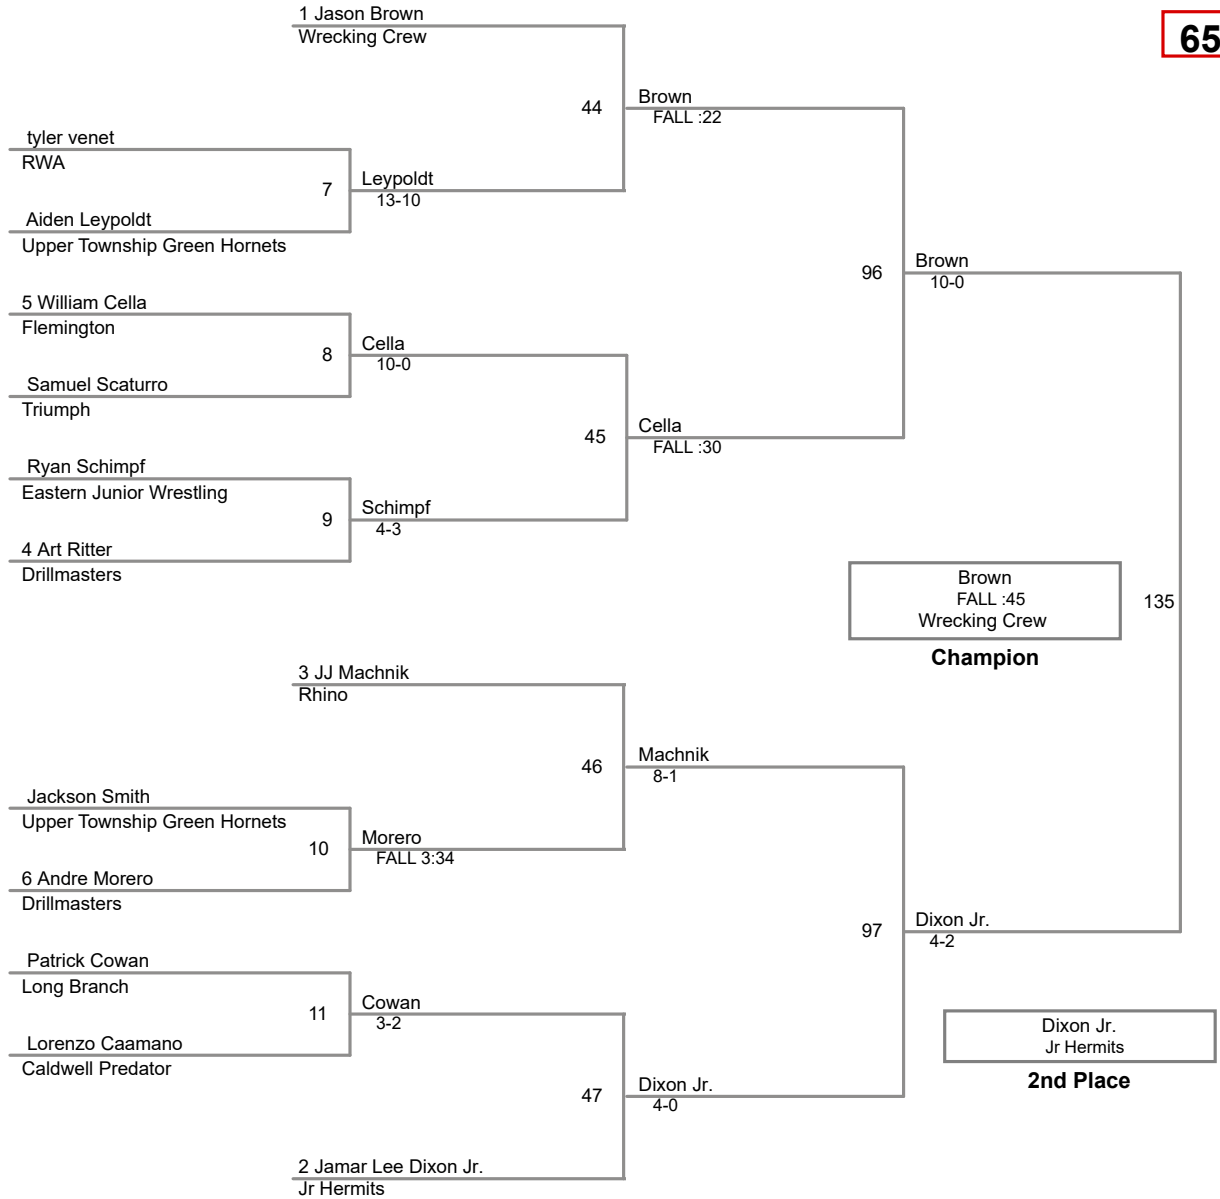 1 Jason Brown
Wrecking Crew
65
44
Brown
FALL :22
tyler venet
RWA
7
Leypoldt
13-10
Aiden Leypoldt
Upper Township Green Hornets
96
Brown
10-0
5 William Cella
Flemington
8
Cella
10-0
Samuel Scaturro
Triumph
45
Cella
FALL :30
Ryan Schimpf
Eastern Junior Wrestling
9
Schimpf
4-3
4 Art Ritter
Drillmasters
Brown
FALL :45
Wrecking Crew
135
Champion
3 JJ Machnik
Rhino
46
Machnik
8-1
Jackson Smith
Upper Township Green Hornets
10
Morero
FALL 3:34
6 Andre Morero
Drillmasters
97
Dixon Jr.
4-2
Patrick Cowan
Long Branch
11
Cowan
3-2
Lorenzo Caamano
Caldwell Predator
Dixon Jr.
Jr Hermits
2nd Place
47
Dixon Jr.
4-0
2 Jamar Lee Dixon Jr.
Jr Hermits